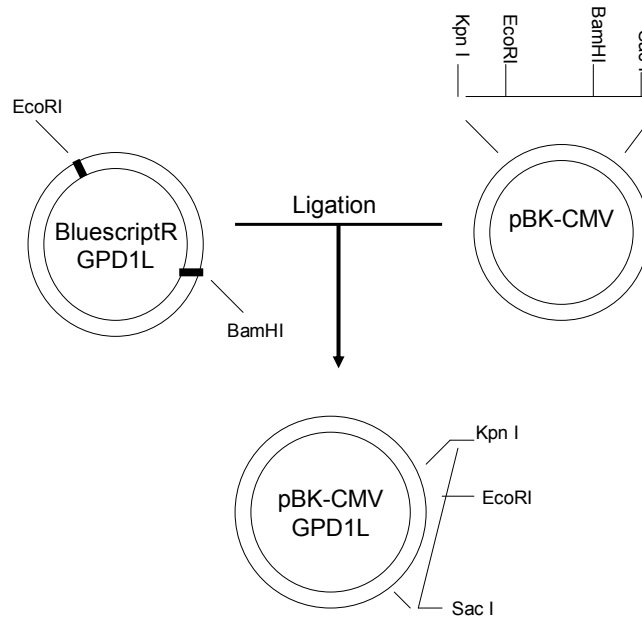 Kpn I
EcoRI
BamHI
EcoRI
BluescriptR
GPD1L
BamHI
Ligation
pBK-CMV
Kpn I
EcoRI
Sac I
pBK-CMV
GPD1L